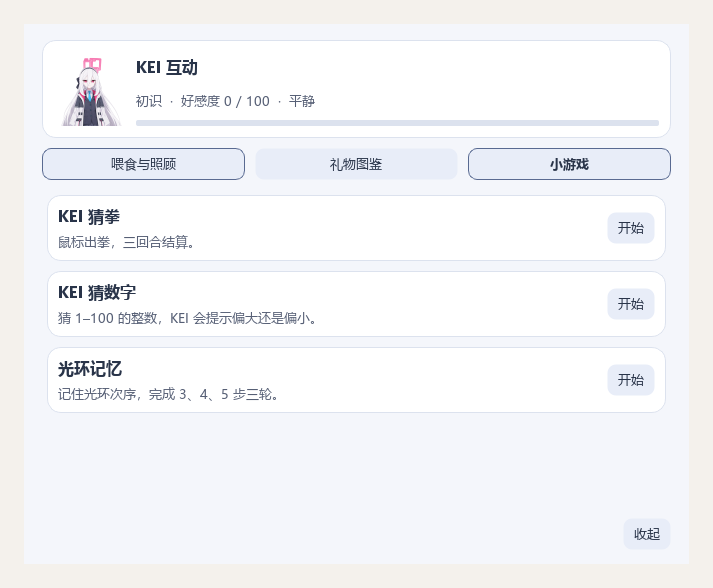 KEI 互动
初识 · 好感度 0 / 100 · 平静
喂食与照顾
礼物图鉴
小游戏
KEI 猜拳
鼠标出拳，三回合结算。
开始
KEI 猜数字
猜 1–100 的整数，KEI 会提示偏大还是偏小。
开始
光环记忆
记住光环次序，完成 3、4、5 步三轮。
开始
收起